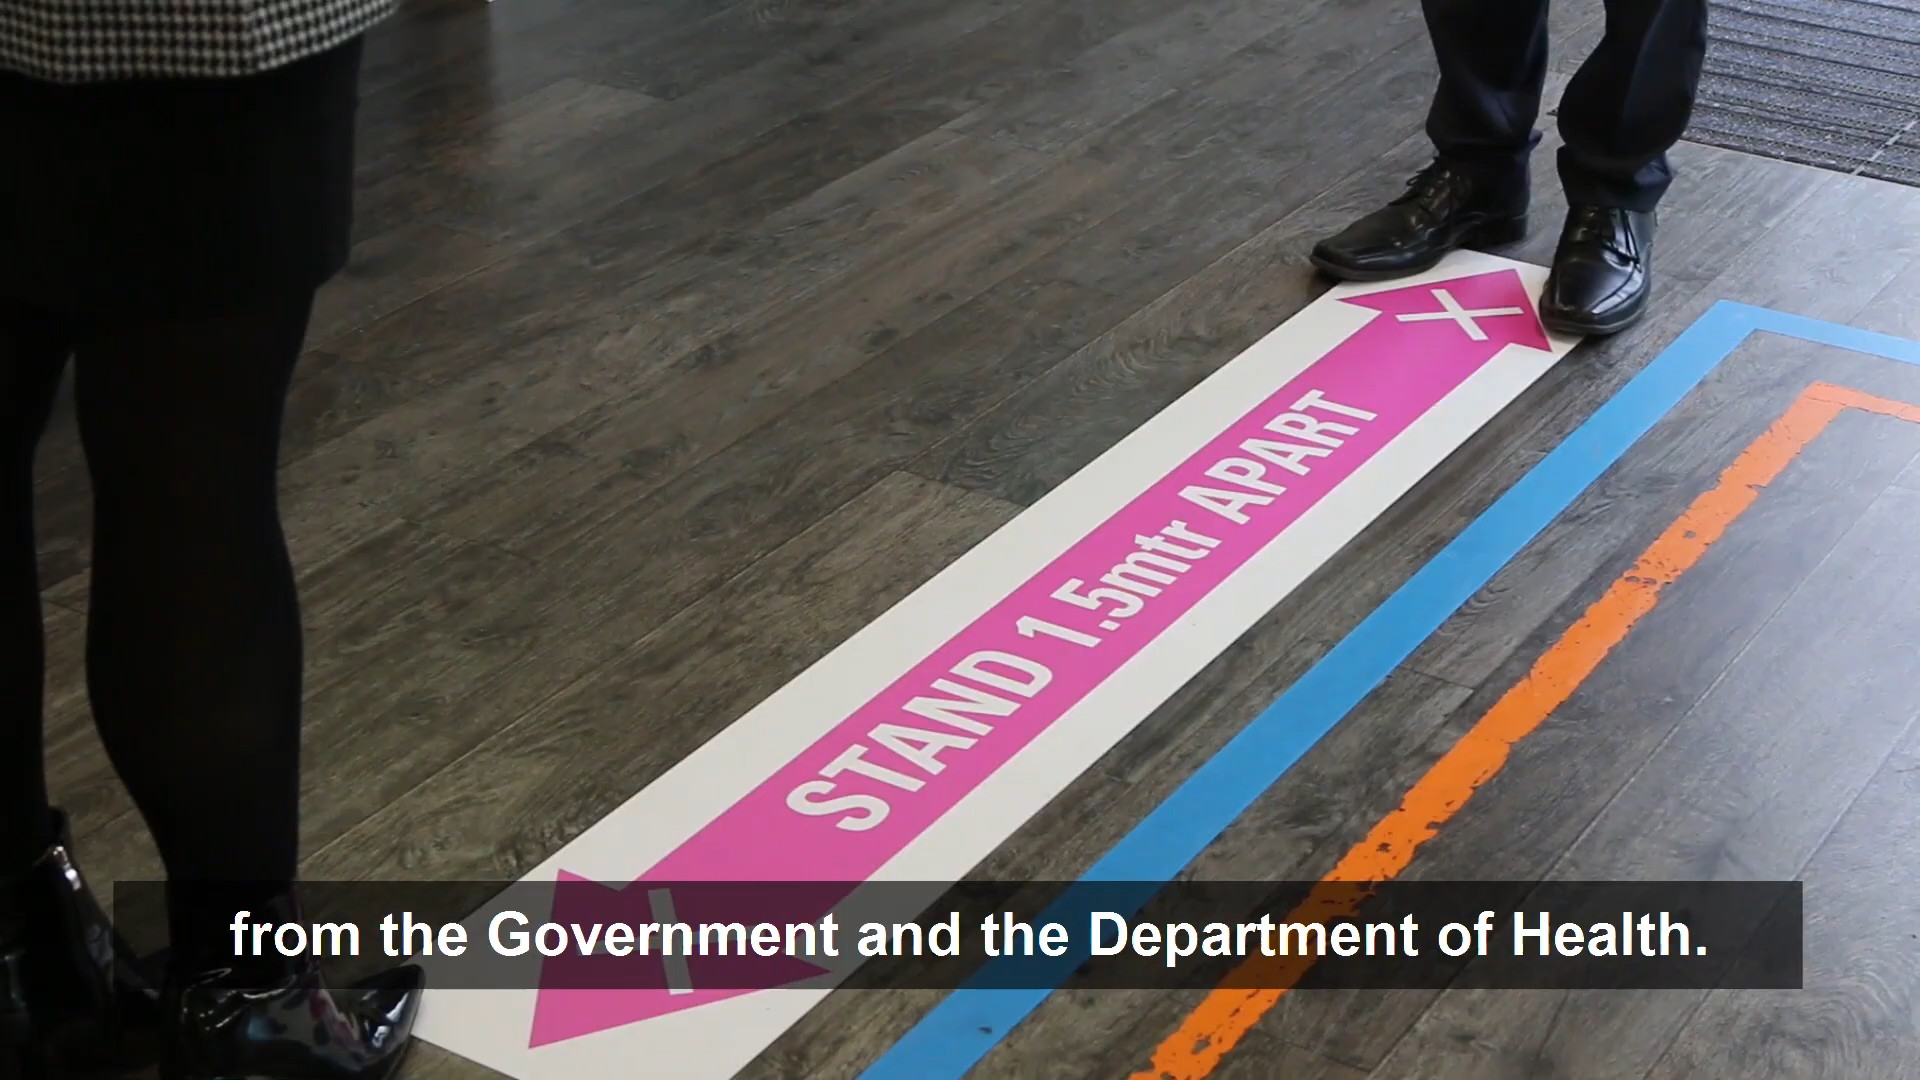 STAND 1.5mtr APART
from the Government and the Department of Health.